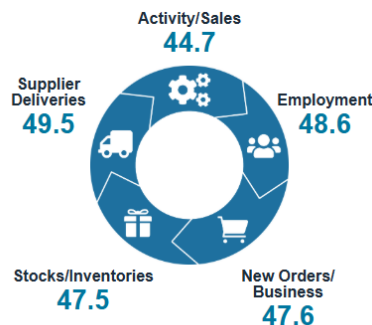 Activity/Sales
44.7
Supplier
Deliveries
49.5
Employment
48.6
Stocks/Inventories
47.5
New Orders/
Business
47.6